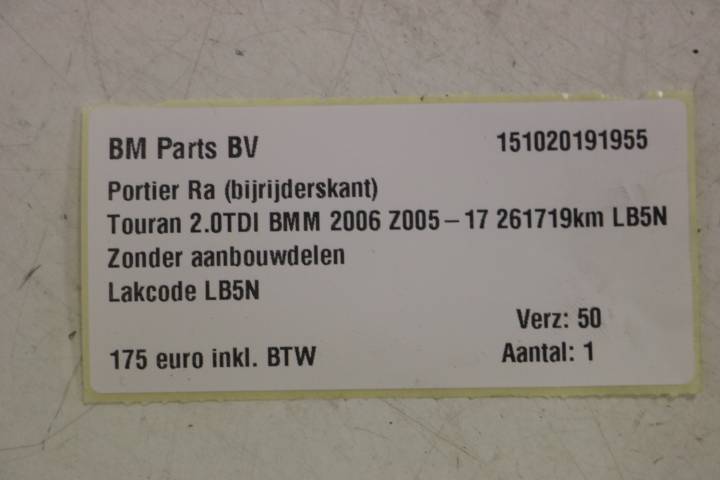 BM Parts BV 151020191955
Portier Ra (bijrijderskant)
Touran 2.0TDI BMM 2006 Z005-17 261719km LB5N
Zonder aanbouwdelen
Lakcode LB5N
Verz: 50
175 euro inkl. BTW Aantal: 1